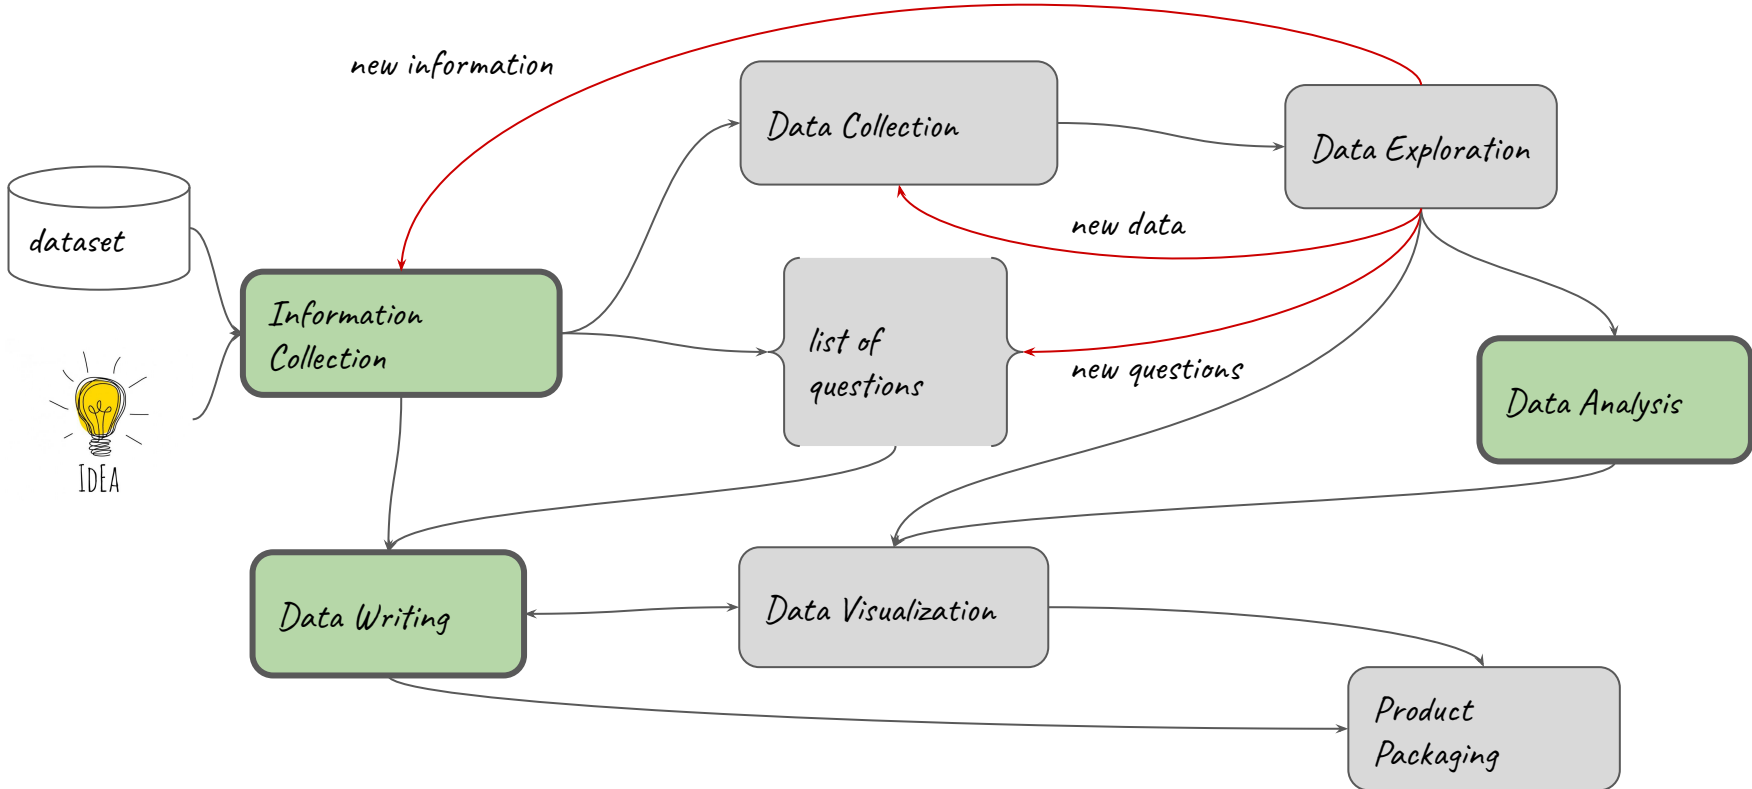 new information
Data Collection
Data Exploration
dataset
new data
Information
Collection
list of
questions
new questions
Data Analysis
IdEa
Data Writing
Data Visualization
Product
Packaging